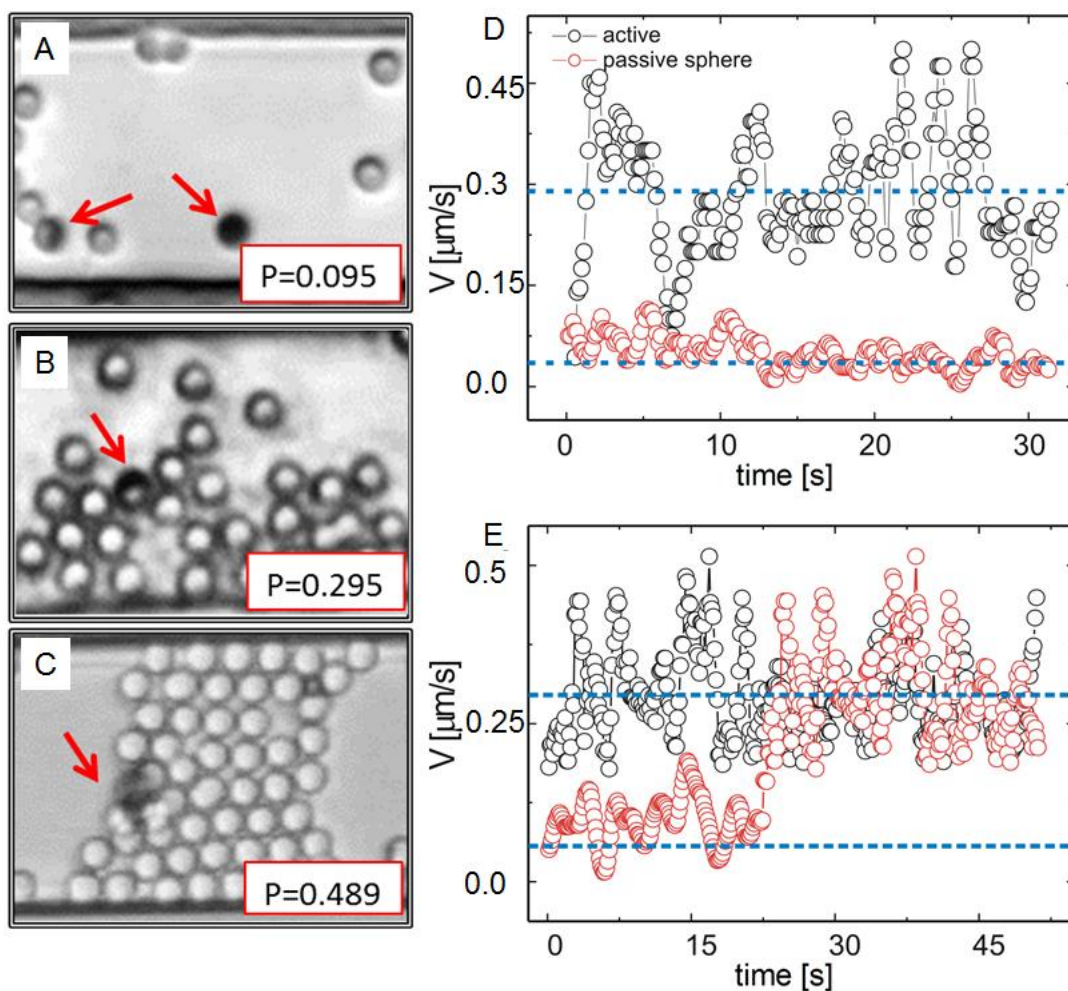 A
P=0.095
B
P=0.295
C
P=0.489
D
active
passive sphere
V [µm/s]
0.45
0.3
0.15
0.0
0 10 20 30
time [s]
E
V [µm/s]
0.5
0.25
0.0
0 15 30 45
time [s]